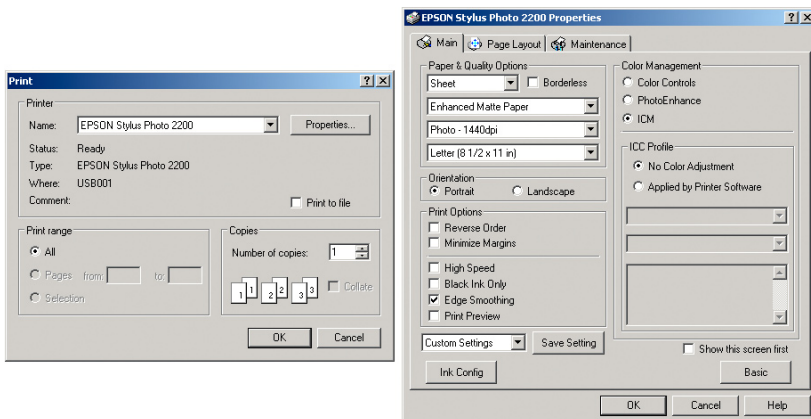 Print
Printer
Name: EPSON Stylus Photo 2200 Properties...
Status: Ready
Type: EPSON Stylus Photo 2200
Where: USB001
Comment: Print to file
Print range
All
Pages from: to:
Selection
Copies
Number of copies: 1
1 1 2 2 3 3 Collate
OK Cancel
EPSON Stylus Photo 2200 Properties
Main Page Layout Maintenance
Paper & Quality Options
Sheet Borderless
Enhanced Matte Paper
Photo - 1440dpi
Letter (8 1/2 x 11 in)
Orientation
Portrait Landscape
Print Options
Reverse Order
Minimize Margins
High Speed
Black Ink Only
Edge Smoothing
Print Preview
Custom Settings Save Setting
Ink Config
Color Management
Color Controls
PhotoEnhance
ICM
ICC Profile
No Color Adjustment
Applied by Printer Software
Show this screen first
Basic
OK Cancel Help